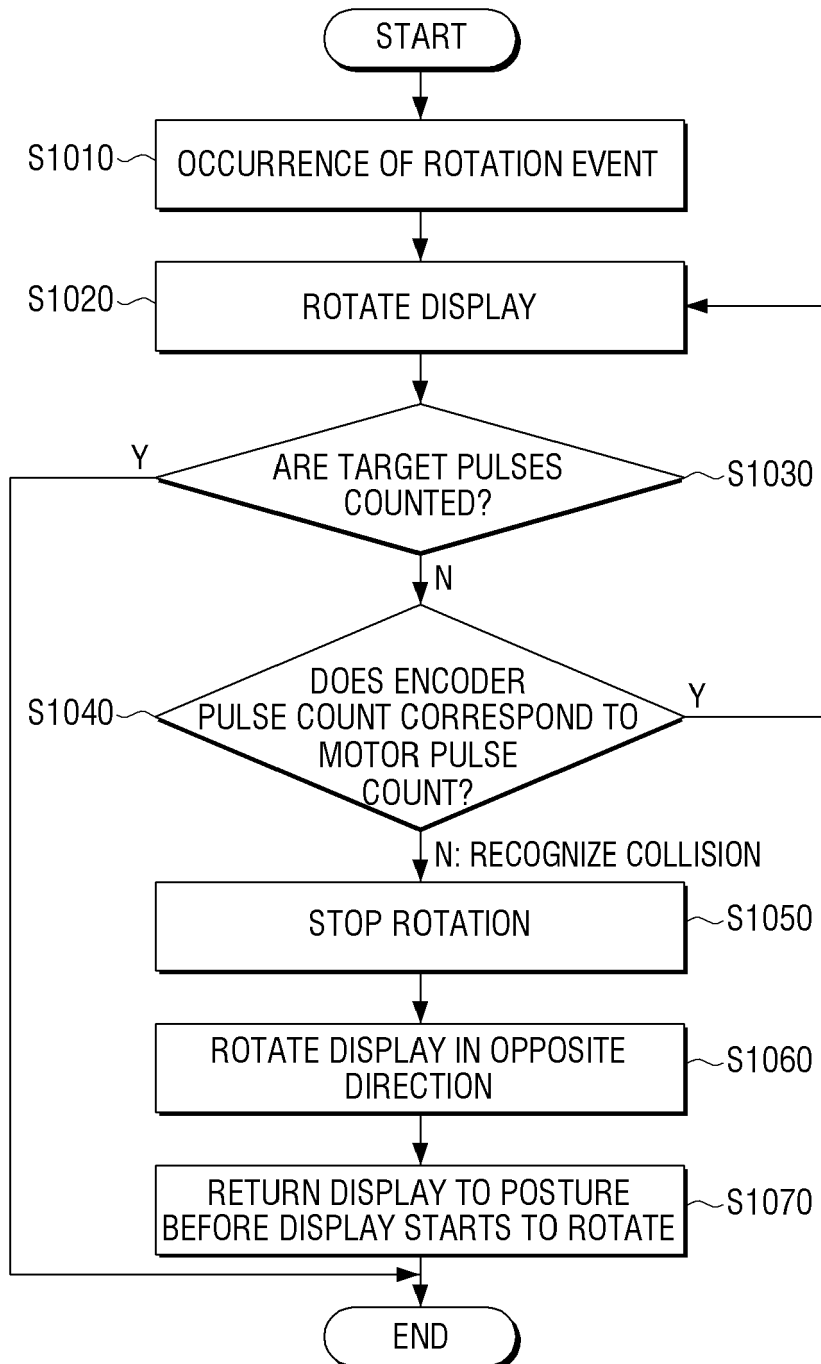 START
S1010
OCCURRENCE OF ROTATION EVENT
S1020
ROTATE DISPLAY
Y
ARE TARGET PULSES
COUNTED?
S1030
N
S1040
DOES ENCODER
PULSE COUNT CORRESPOND TO
MOTOR PULSE
COUNT?
Y
N: RECOGNIZE COLLISION
STOP ROTATION
S1050
ROTATE DISPLAY IN OPPOSITE
DIRECTION
S1060
RETURN DISPLAY TO POSTURE
BEFORE DISPLAY STARTS TO ROTATE
S1070
END